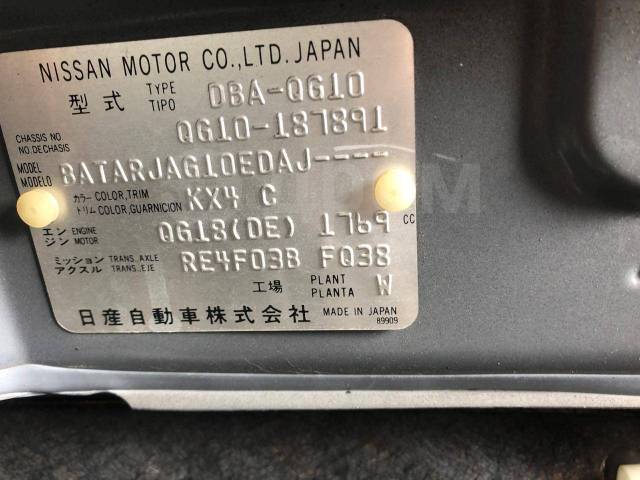 NISSAN MOTOR CO.,LTD. JAPAN
型式 TYPE TIPO DBA-QG10
CHASSIS NO. NO.DECHASIS QG10-187891
MODEL MODELO BATARJAG10EDAJ----
カラー COLOR,TRIM トリム COLOR,GUARNICION KX4 C
エンジン ENGINE MOTOR QG18(DE) 1769 CC
ミッション TRANS.,AXLE アクスル TRANS.,EJE RE4F03B FQ38
工場 PLANT PLANTA W
日産自動車株式会社 MADE IN JAPAN
89909